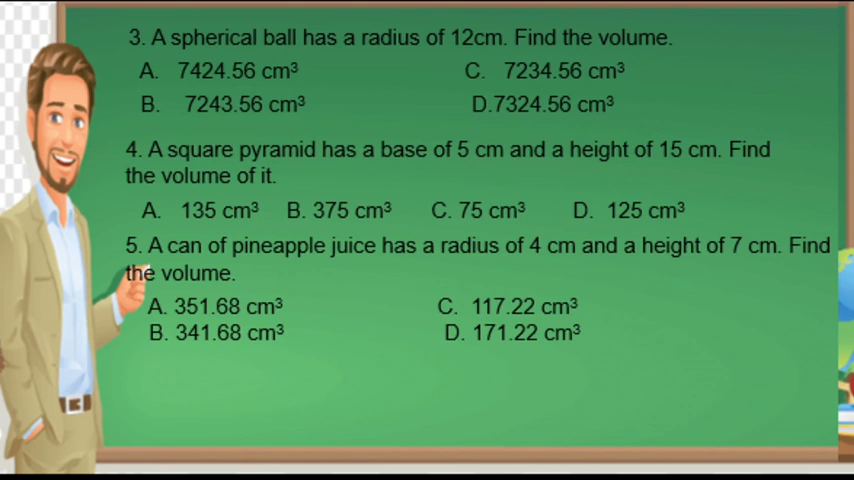 3. A spherical ball has a radius of 12cm. Find the volume.
A. 7424.56 cm³ C. 7234.56 cm³
B. 7243.56 cm³ D.7324.56 cm³
4. A square pyramid has a base of 5 cm and a height of 15 cm. Find
the volume of it.
A. 135 cm³ B. 375 cm³ C. 75 cm³ D. 125 cm³
5. A can of pineapple juice has a radius of 4 cm and a height of 7 cm. Find
the volume.
A. 351.68 cm³ C. 117.22 cm³
B. 341.68 cm³ D. 171.22 cm³